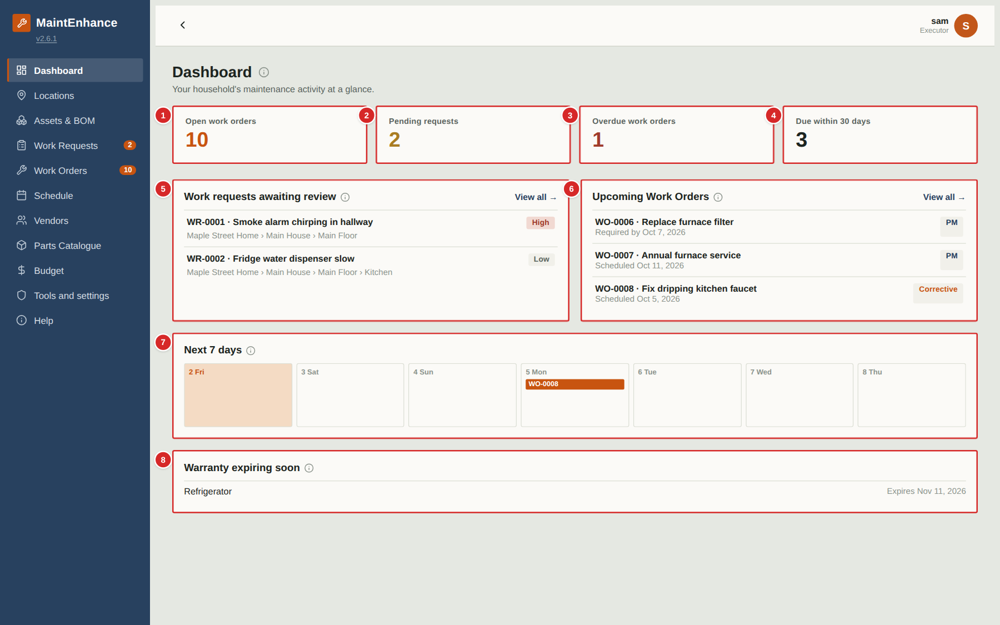 MaintEnhance
v2.6.1
Dashboard
Locations
Assets & BOM
Work Requests 2
Work Orders 10
Schedule
Vendors
Parts Catalogue
Budget
Tools and settings
Help
sam
Executor
S
Dashboard
Your household's maintenance activity at a glance.
1
Open work orders
10
2
Pending requests
2
3
Overdue work orders
1
4
Due within 30 days
3
5
Work requests awaiting review View all →
WR-0001 · Smoke alarm chirping in hallway High
Maple Street Home › Main House › Main Floor
WR-0002 · Fridge water dispenser slow Low
Maple Street Home › Main House › Main Floor › Kitchen
6
Upcoming Work Orders View all →
WO-0006 · Replace furnace filter PM
Required by Oct 7, 2026
WO-0007 · Annual furnace service PM
Scheduled Oct 11, 2026
WO-0008 · Fix dripping kitchen faucet Corrective
Scheduled Oct 5, 2026
7
Next 7 days
2 Fri
3 Sat
4 Sun
5 Mon
WO-0008
6 Tue
7 Wed
8 Thu
8
Warranty expiring soon
Refrigerator Expires Nov 11, 2026